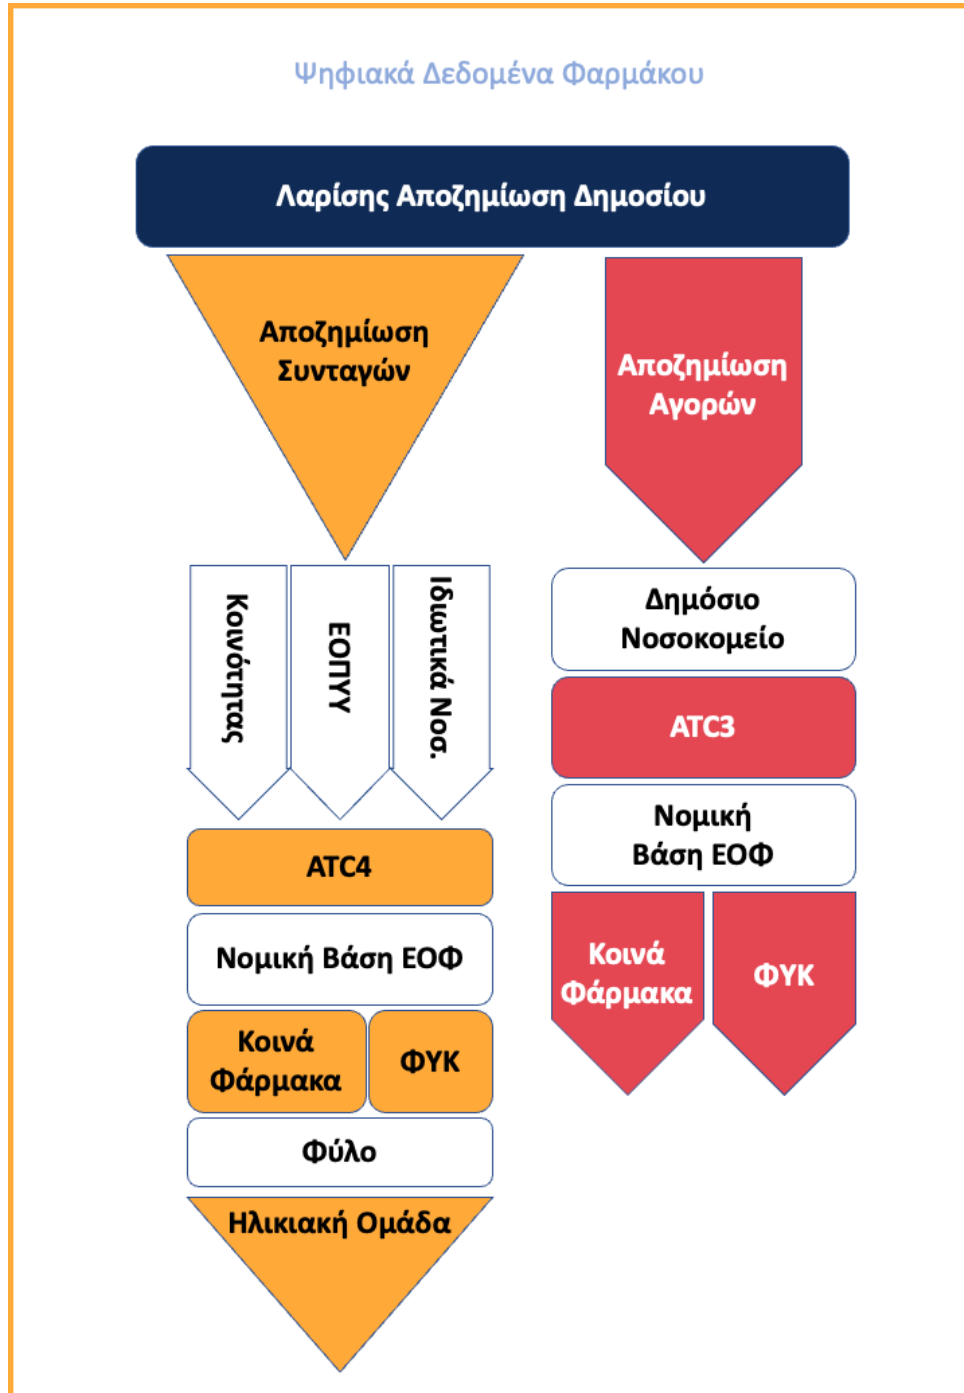 Ψηφιακά Δεδομένα Φαρμάκου
Λαρίσης Αποζημίωση Δημοσίου
Αποζημίωση
Συνταγών
Κοινότητας
ΕΟΠΥΥ
Ιδιωτικά Νοσ.
ATC4
Νομική Βάση ΕΟΦ
Κοινά
Φάρμακα
ΦΥΚ
Φύλο
Ηλικιακή Ομάδα
Αποζημίωση
Αγορών
Δημόσιο
Νοσοκομείο
ATC3
Νομική
Βάση ΕΟΦ
Κοινά
Φάρμακα
ΦΥΚ